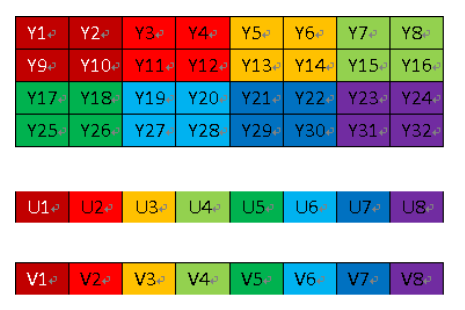 Y1 Y2 Y3 Y4 Y5 Y6 Y7 Y8
Y9 Y10 Y11 Y12 Y13 Y14 Y15 Y16
Y17 Y18 Y19 Y20 Y21 Y22 Y23 Y24
Y25 Y26 Y27 Y28 Y29 Y30 Y31 Y32
U1 U2 U3 U4 U5 U6 U7 U8
V1 V2 V3 V4 V5 V6 V7 V8